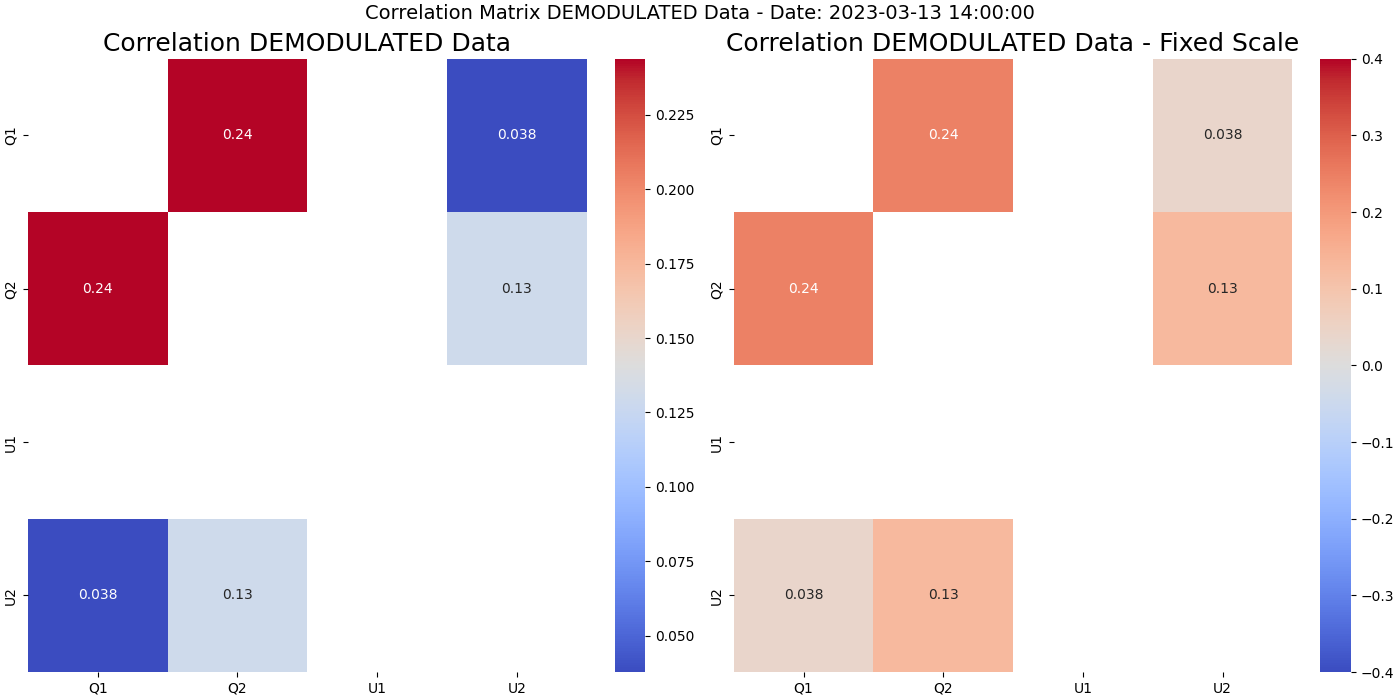 Correlation Matrix DEMODULATED Data - Date: 2023-03-13 14:00:00
Correlation DEMODULATED Data
Q1
Q2
U1
U2
0.24
0.038
0.24
0.13
0.038
0.13
Q1
Q2
U1
U2
0.225
0.200
0.175
0.150
0.125
0.100
0.075
0.050
Correlation DEMODULATED Data - Fixed Scale
Q1
Q2
U1
U2
0.24
0.038
0.24
0.13
0.038
0.13
Q1
Q2
U1
U2
0.4
0.3
0.2
0.1
0.0
−0.1
−0.2
−0.3
−0.4